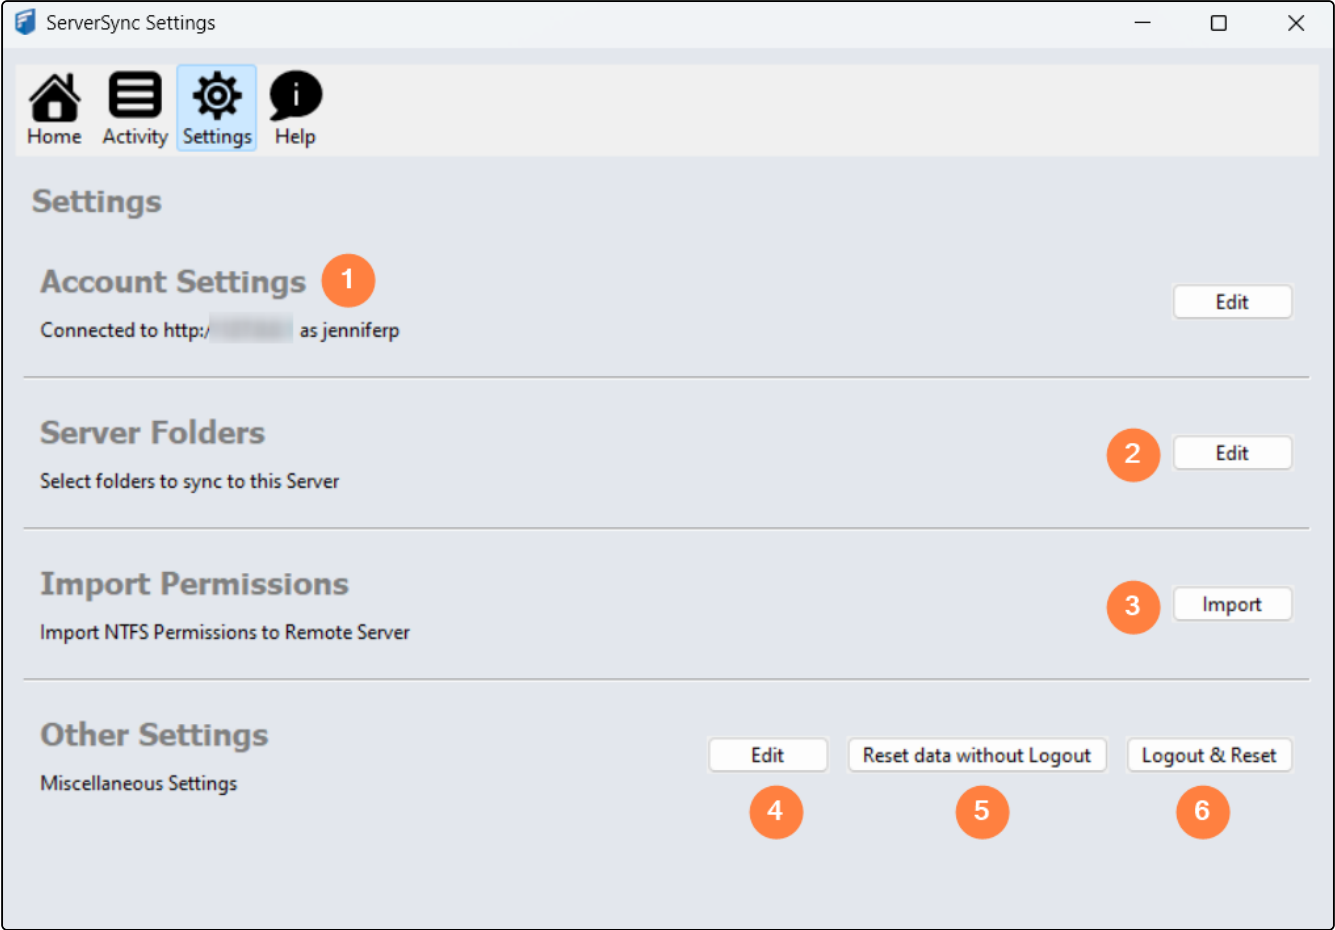 ServerSync Settings
Home Activity Settings Help
Settings
Account Settings 1
Edit
Connected to http:/ as jenniferp
Server Folders
2 Edit
Select folders to sync to this Server
Import Permissions
3 Import
Import NTFS Permissions to Remote Server
Other Settings
Edit Reset data without Logout Logout & Reset
Miscellaneous Settings
4 5 6